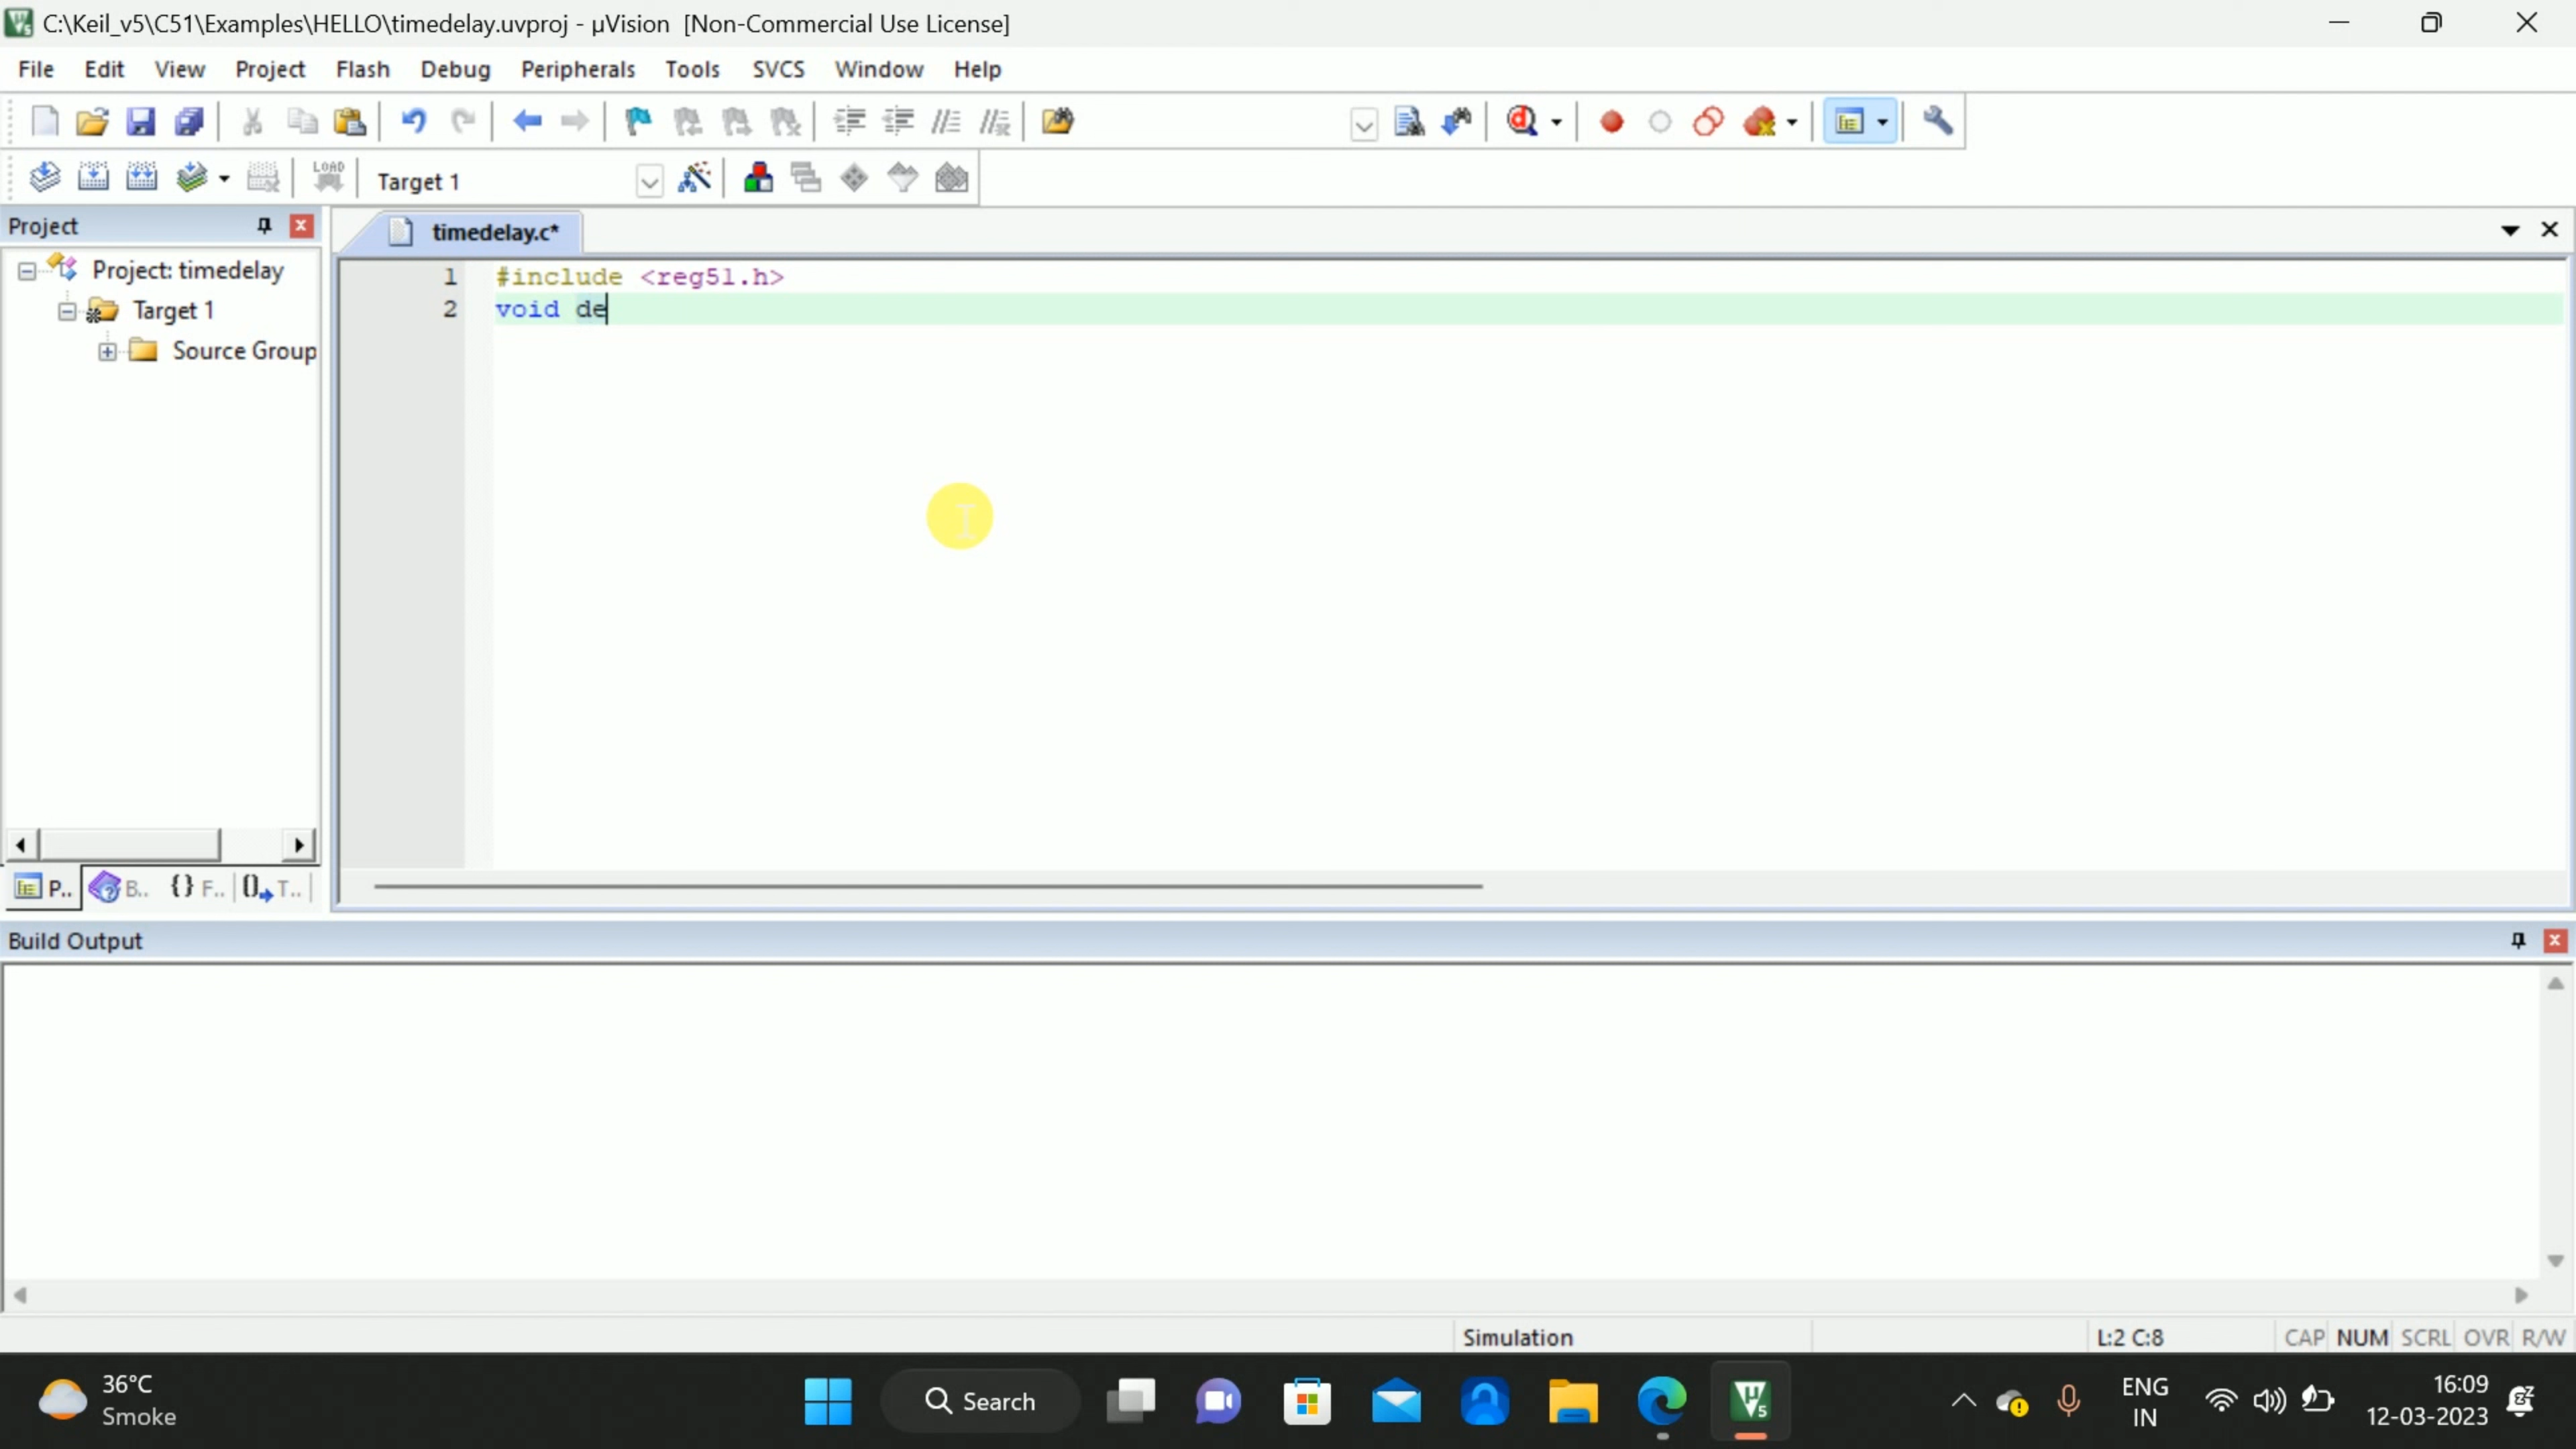 C:\Keil_v5\C51\Examples\HELLO\timedelay.uvproj - µVision [Non-Commercial Use License]
File Edit View Project Flash Debug Peripherals Tools SVCS Window Help
LOAD Target 1
Project
timedelay.c*
Project: timedelay
Target 1
Source Group
1 #include <reg51.h>
2 void de
P.. B.. {} F.. T..
Build Output
Simulation L:2 C:8 CAP NUM SCRL OVR R/W
36°C
Smoke
Search
ENG
IN
16:09
12-03-2023